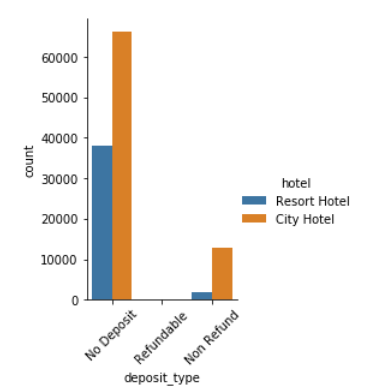 60000
50000
40000
30000
20000
10000
0
count
No Deposit
Refundable
Non Refund
deposit_type
hotel
Resort Hotel
City Hotel